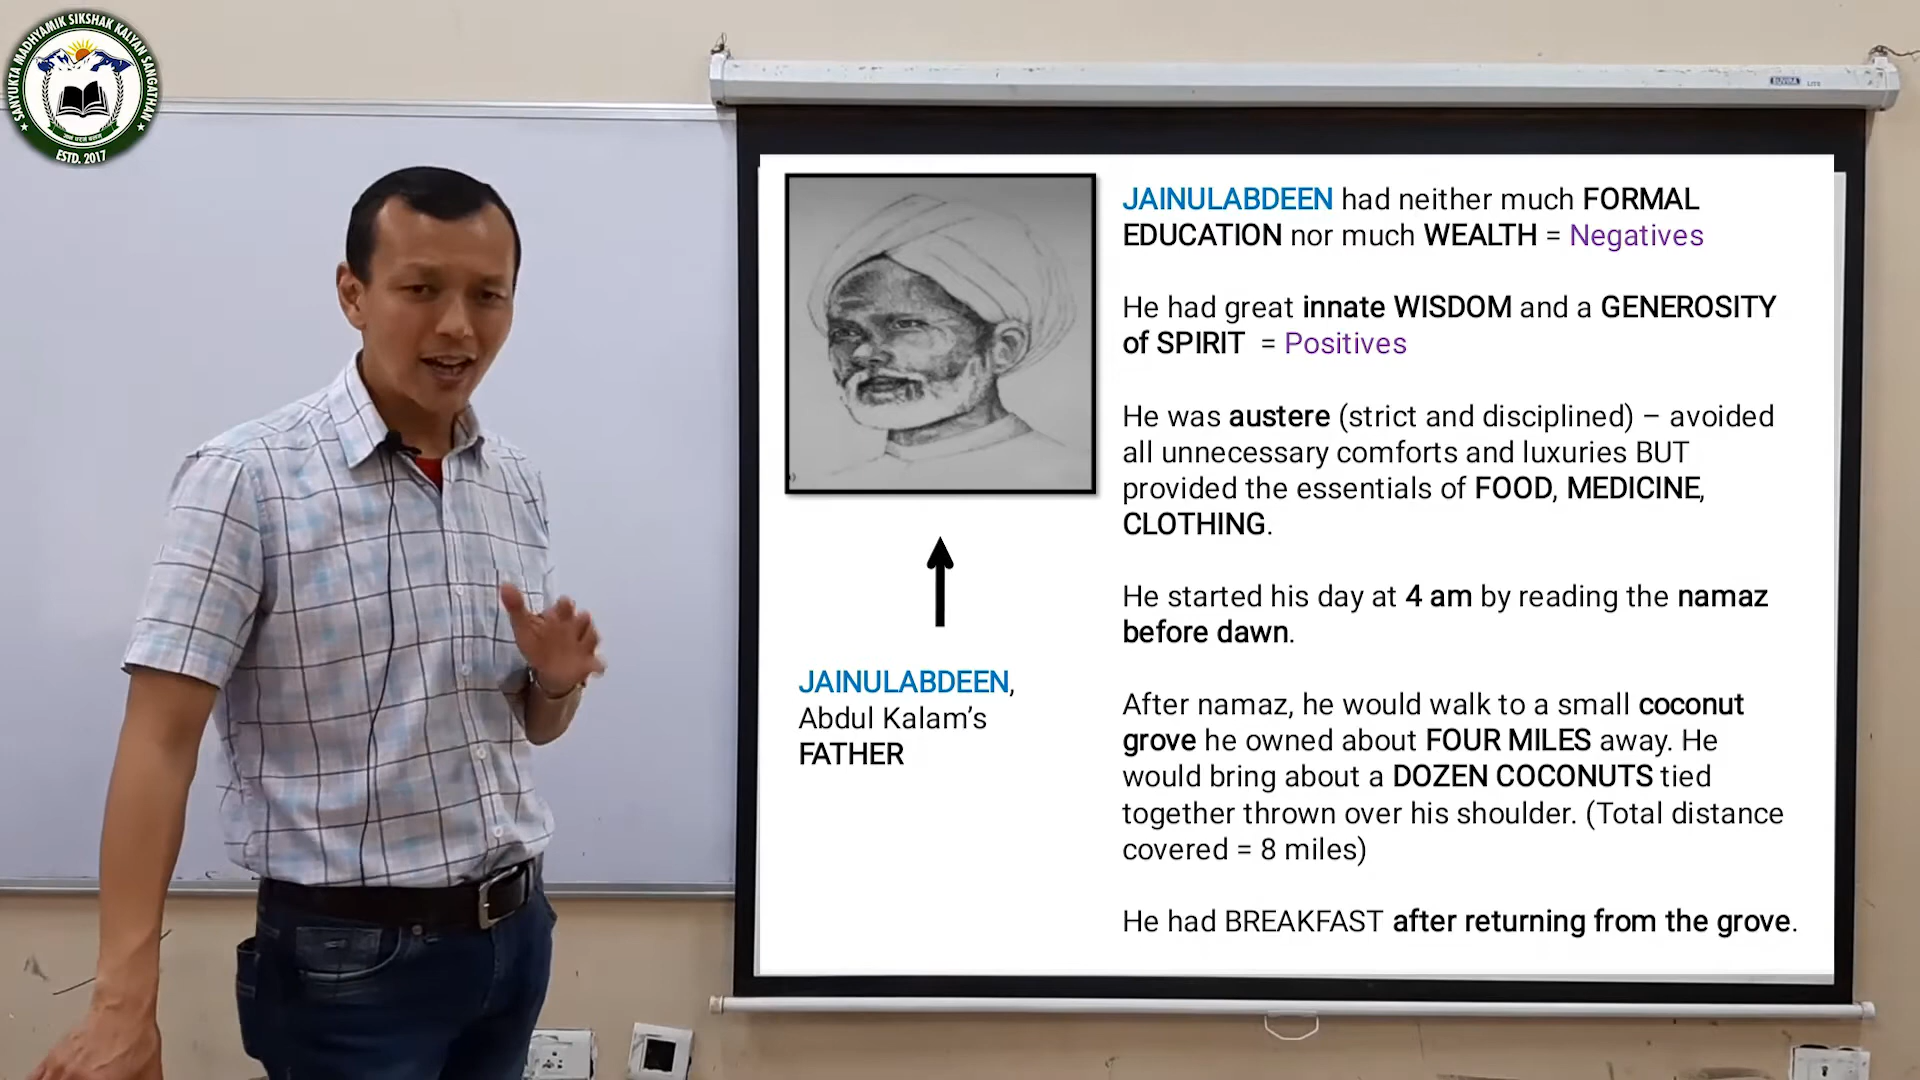 SANYUKTA MADHYAMIK SIKSHAK KALYAN SANGATHAN
ESTD. 2017
JAINULABDEEN had neither much FORMAL
EDUCATION nor much WEALTH = Negatives
He had great innate WISDOM and a GENEROSITY
of SPIRIT = Positives
He was austere (strict and disciplined) – avoided
all unnecessary comforts and luxuries BUT
provided the essentials of FOOD, MEDICINE,
CLOTHING.
He started his day at 4 am by reading the namaz
before dawn.
After namaz, he would walk to a small coconut
grove he owned about FOUR MILES away. He
would bring about a DOZEN COCONUTS tied
together thrown over his shoulder. (Total distance
covered = 8 miles)
He had BREAKFAST after returning from the grove.
JAINULABDEEN,
Abdul Kalam's
FATHER